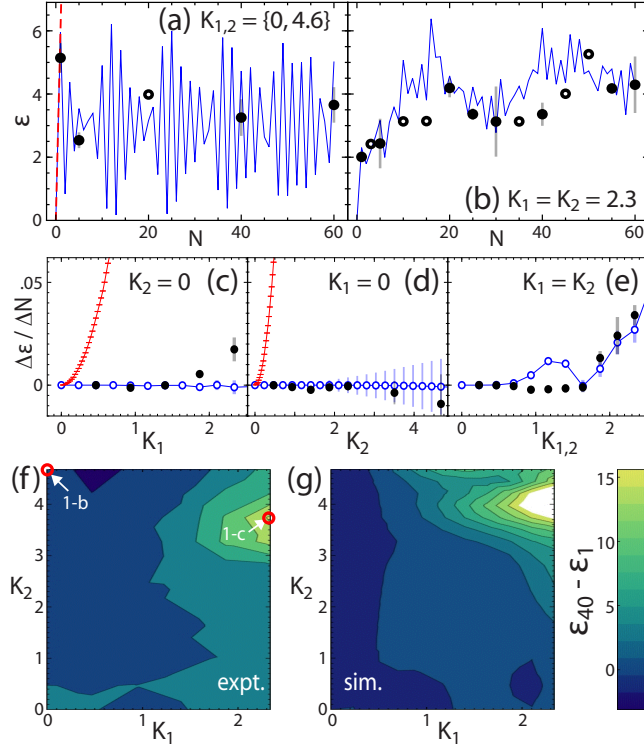 (a) K1,2 = {0, 4.6}
6
4
2
0
ε
0 20 40 60
N
(b) K1 = K2 = 2.3
0 20 40 60
N
.05
0
Δε / ΔN
K2 = 0 (c)
K1 = 0 (d)
K1 = K2 (e)
0 1 2
K1
0 2 4
K2
0 1 2
K1,2
(f)
1-b
1-c
4
3
2
1
0
K2
expt.
0 1 2
K1
(g)
4
3
2
1
0
K2
sim.
0 1 2
K1
15
10
5
0
ε40 - ε1